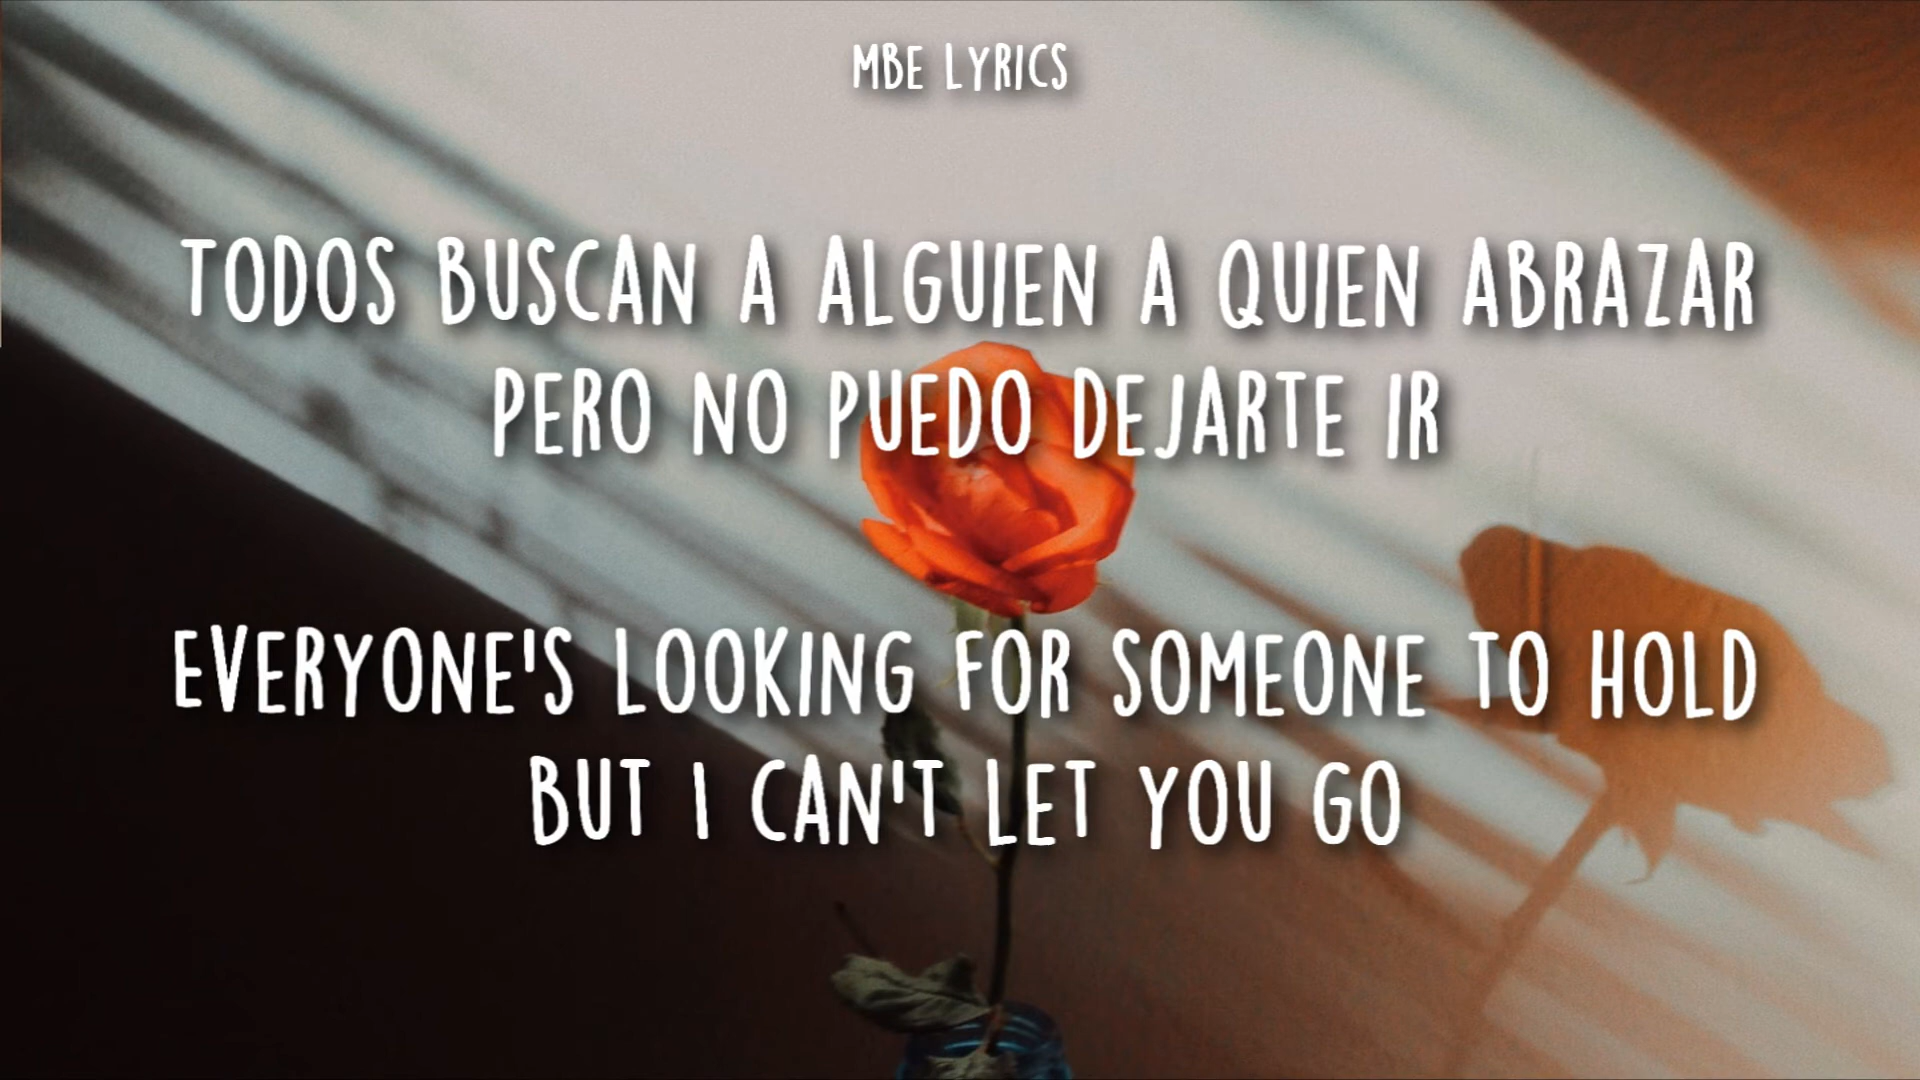 MBE LYRICS
TODOS BUSCAN A ALGUIEN A QUIEN ABRAZAR
PERO NO PUEDO DEJARTE IR
EVERYONE'S LOOKING FOR SOMEONE TO HOLD
BUT I CAN'T LET YOU GO